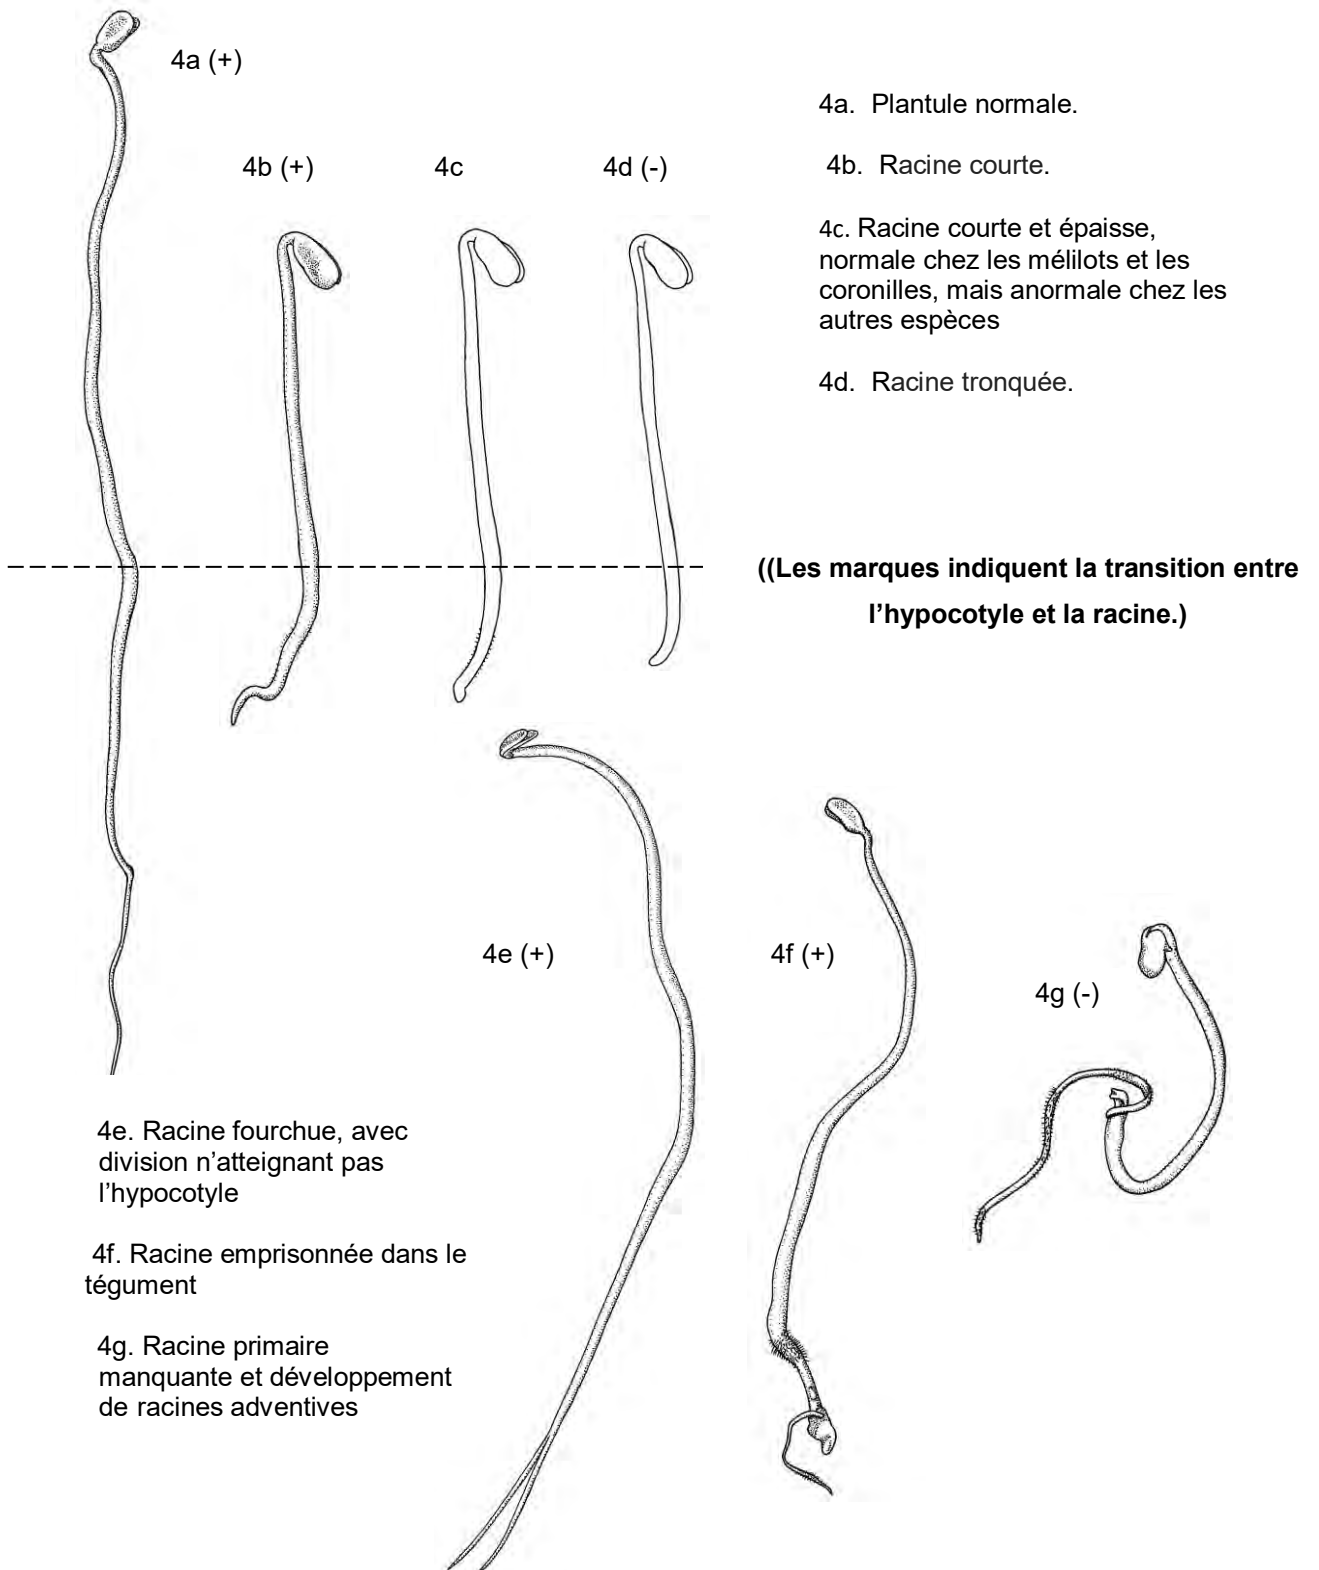 4a (+)
4b (+)
4c
4d (-)
4a. Plantule normale.
4b. Racine courte.
4c. Racine courte et épaisse,
normale chez les mélilots et les
coronilles, mais anormale chez les
autres espèces
4d. Racine tronquée.
((Les marques indiquent la transition entre
l’hypocotyle et la racine.)
4e (+)
4f (+)
4g (-)
4e. Racine fourchue, avec
division n’atteignant pas
l’hypocotyle
4f. Racine emprisonnée dans le
tégument
4g. Racine primaire
manquante et développement
de racines adventives